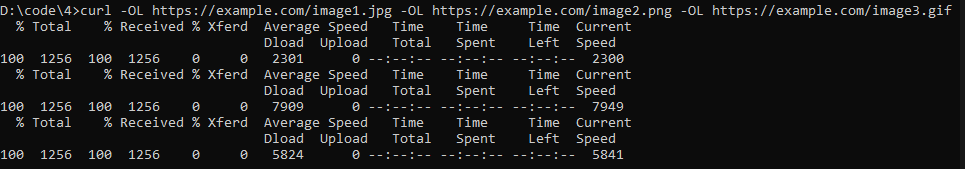 D:\code\4>curl -OL https://example.com/image1.jpg -OL https://example.com/image2.png -OL https://example.com/image3.gif
  % Total    % Received % Xferd  Average Speed   Time    Time     Time  Current
                                 Dload  Upload   Total   Spent    Left  Speed
100  1256  100  1256    0     0   2301      0 --:--:-- --:--:-- --:--:--  2300
  % Total    % Received % Xferd  Average Speed   Time    Time     Time  Current
                                 Dload  Upload   Total   Spent    Left  Speed
100  1256  100  1256    0     0   7909      0 --:--:-- --:--:-- --:--:--  7949
  % Total    % Received % Xferd  Average Speed   Time    Time     Time  Current
                                 Dload  Upload   Total   Spent    Left  Speed
100  1256  100  1256    0     0   5824      0 --:--:-- --:--:-- --:--:--  5841